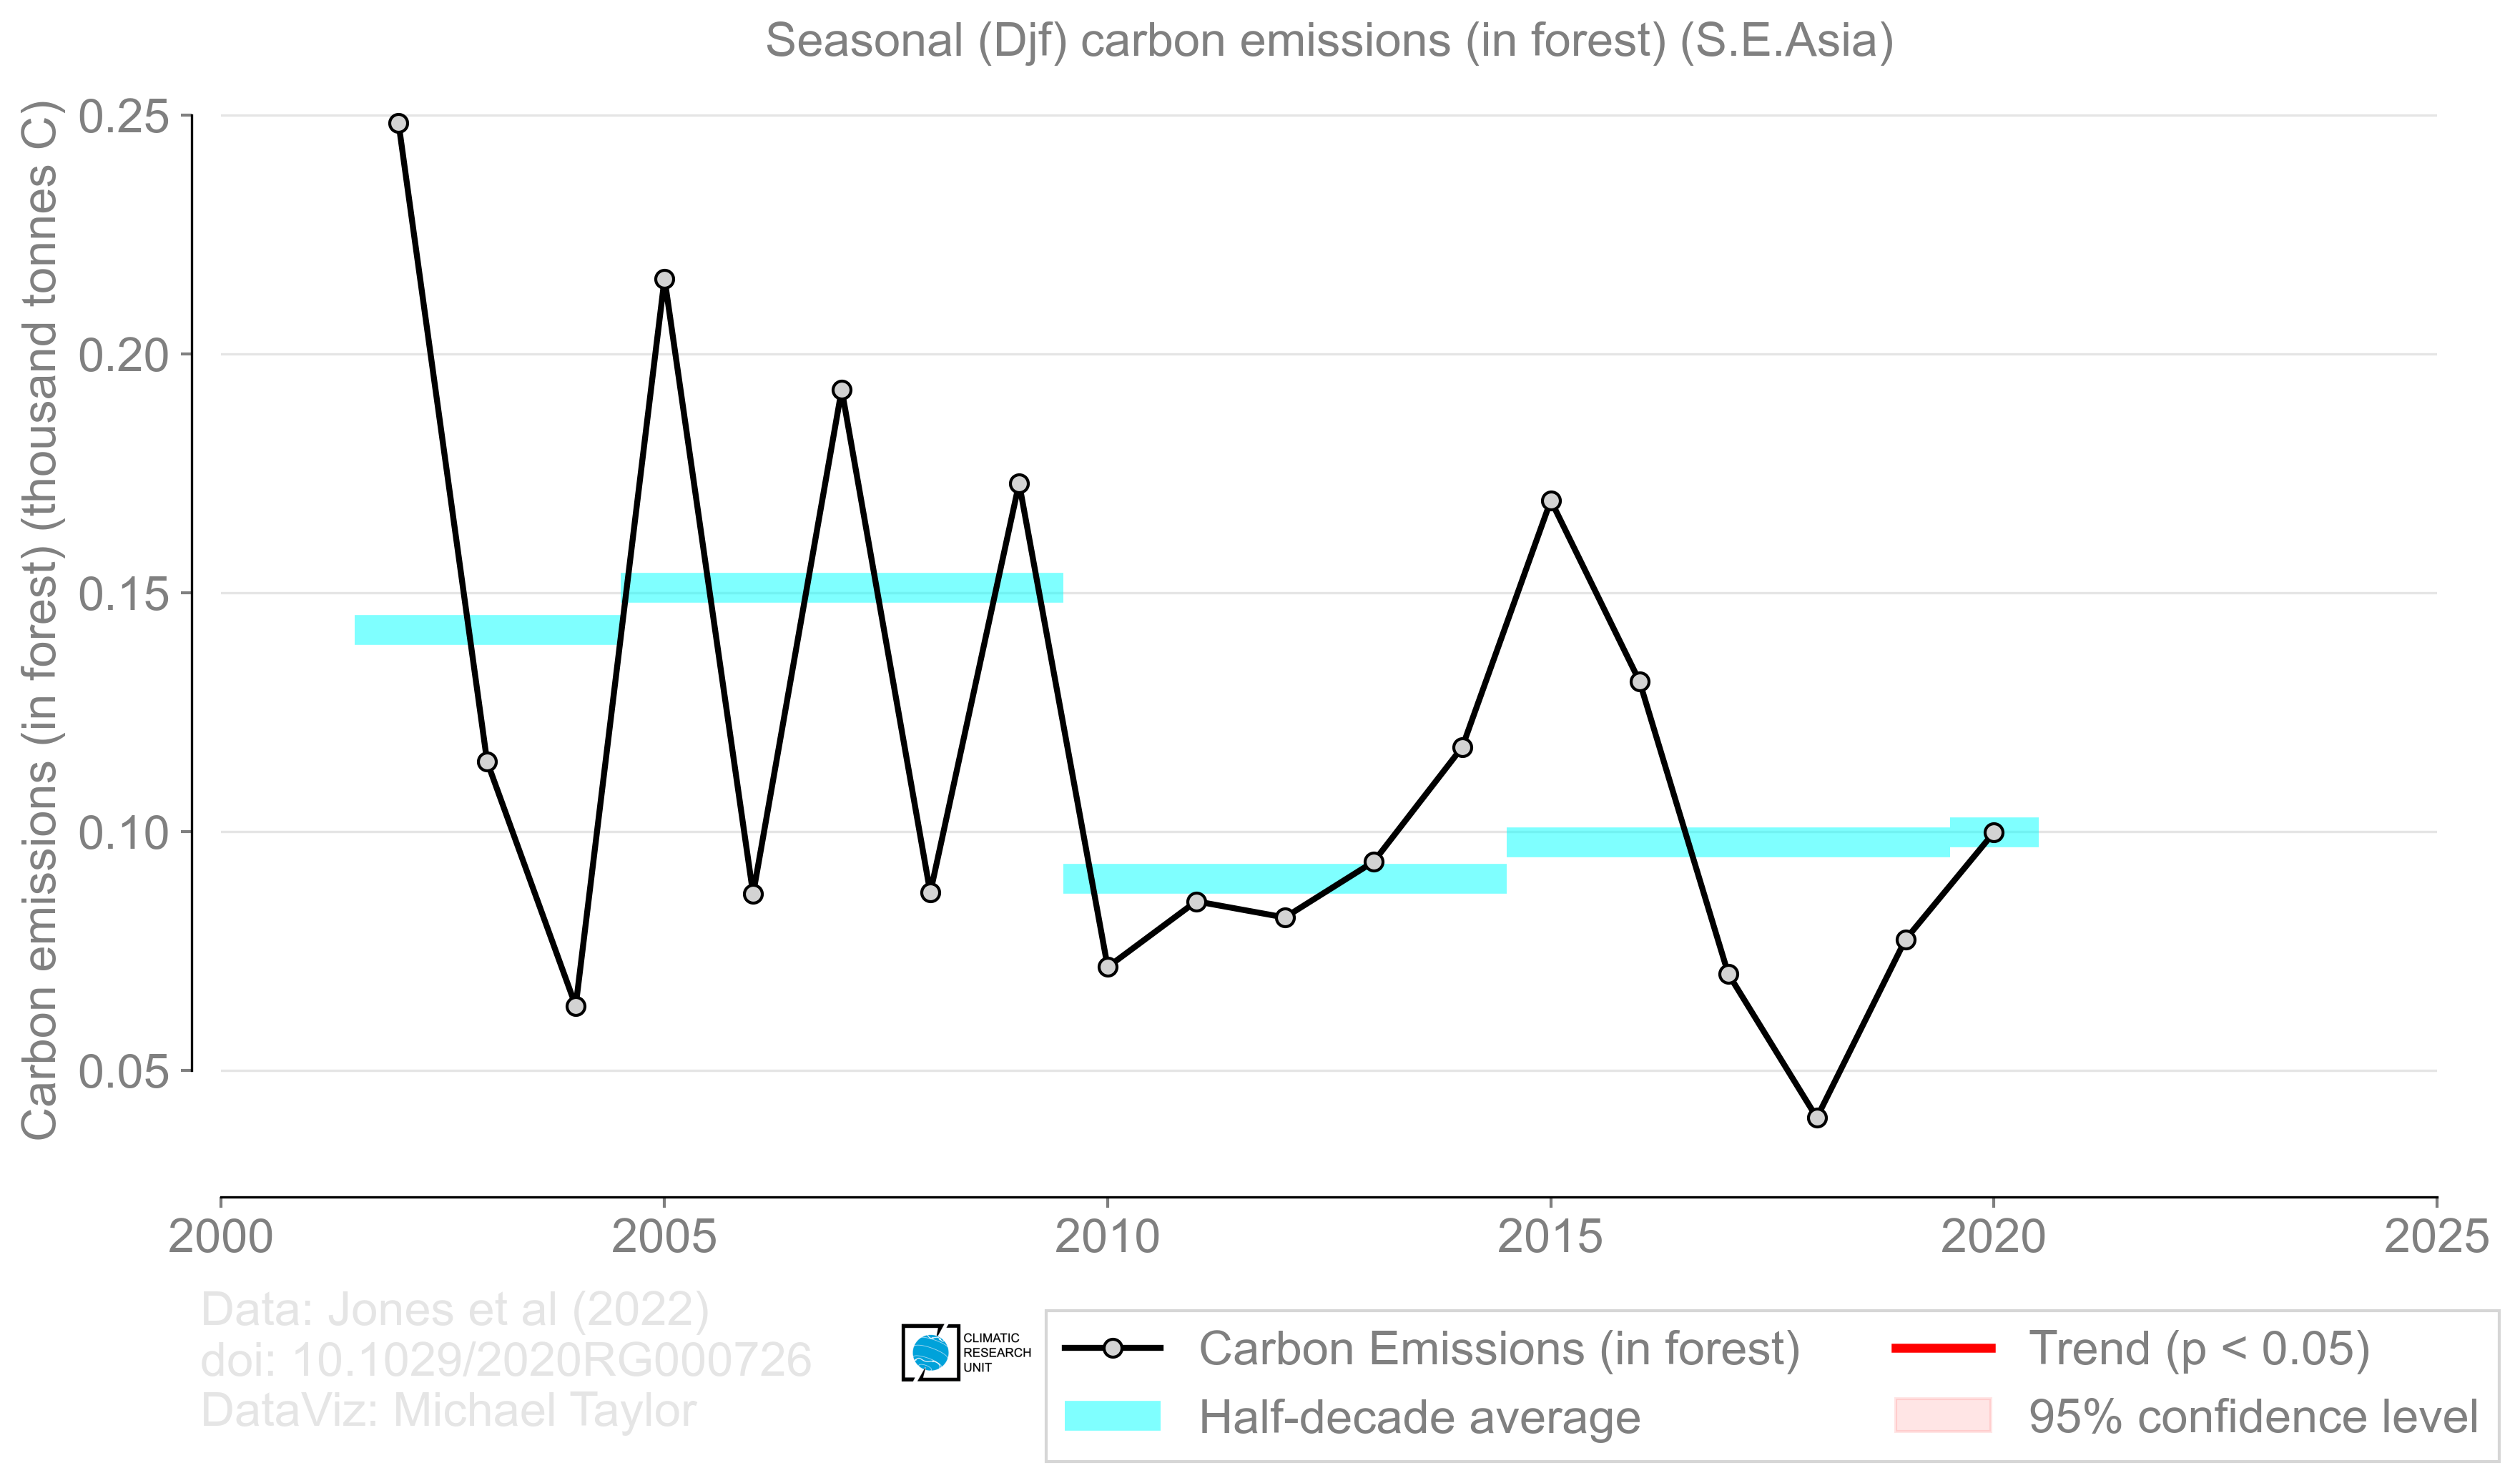 Seasonal (Djf) carbon emissions (in forest) (S.E.Asia)
Carbon emissions (in forest) (thousand tonnes C)
0.25
0.20
0.15
0.10
0.05
2000 2005 2010 2015 2020 2025
Data: Jones et al (2022)
doi: 10.1029/2020RG000726
DataViz: Michael Taylor
CLIMATIC
RESEARCH
UNIT
Carbon Emissions (in forest)
Half-decade average
Trend (p < 0.05)
95% confidence level